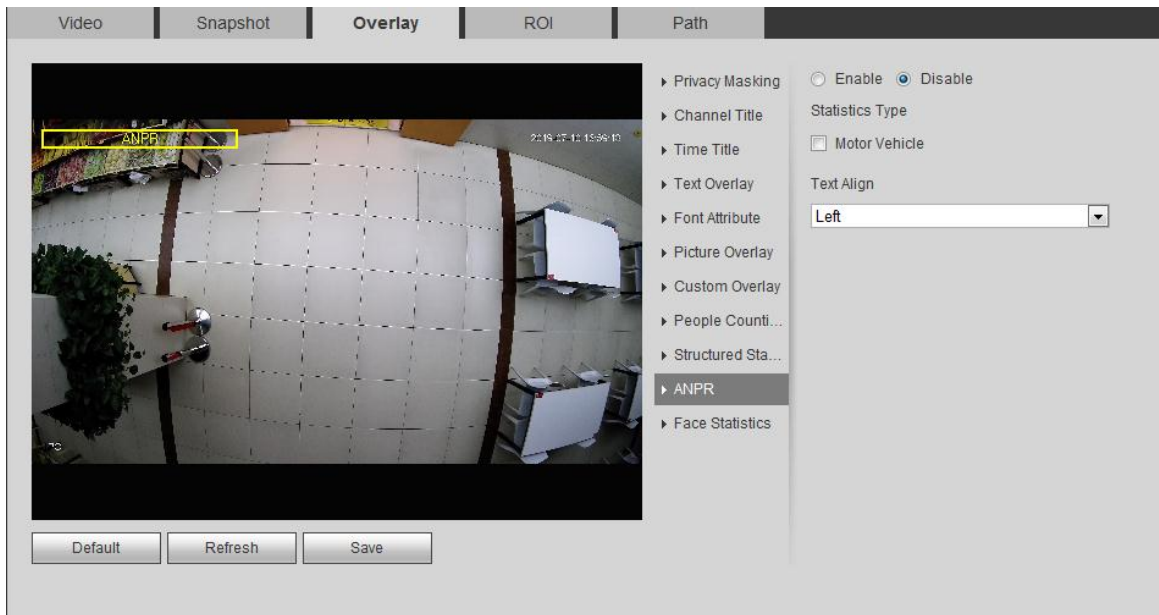 Video Snapshot Overlay ROI Path
ANPR
Privacy Masking
Channel Title
Time Title
Text Overlay
Font Attribute
Picture Overlay
Custom Overlay
People Counti...
Structured Sta...
ANPR
Face Statistics
Enable Disable
Statistics Type
Motor Vehicle
Text Align
Left
Default Refresh Save